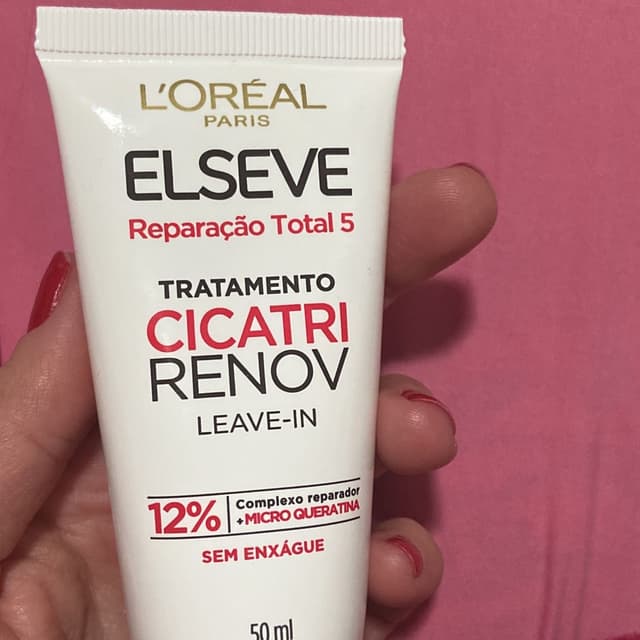 L'ORÉAL
PARIS
ELSEVE
Reparação Total 5
TRATAMENTO
CICATRI
RENOV
LEAVE-IN
12% Complexo reparador
+MICRO QUERATINA
SEM ENXÁGUE
50 ml